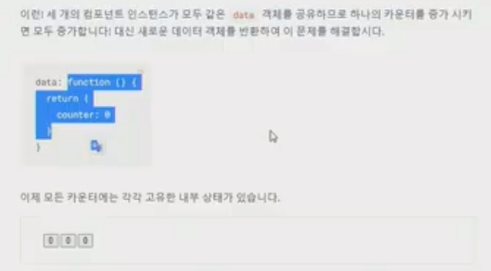 이런! 세 개의 컴포넌트 인스턴스가 모두 같은 data 객체를 공유하므로 하나의 카운터를 증가 시키
면 모두 증가합니다! 대신 새로운 데이터 객체를 반환하여 이 문제를 해결합시다.
data: function () {
return {
counter: 0
}
}
이제 모든 카운터에는 각각 고유한 내부 상태가 있습니다.
0 0 0